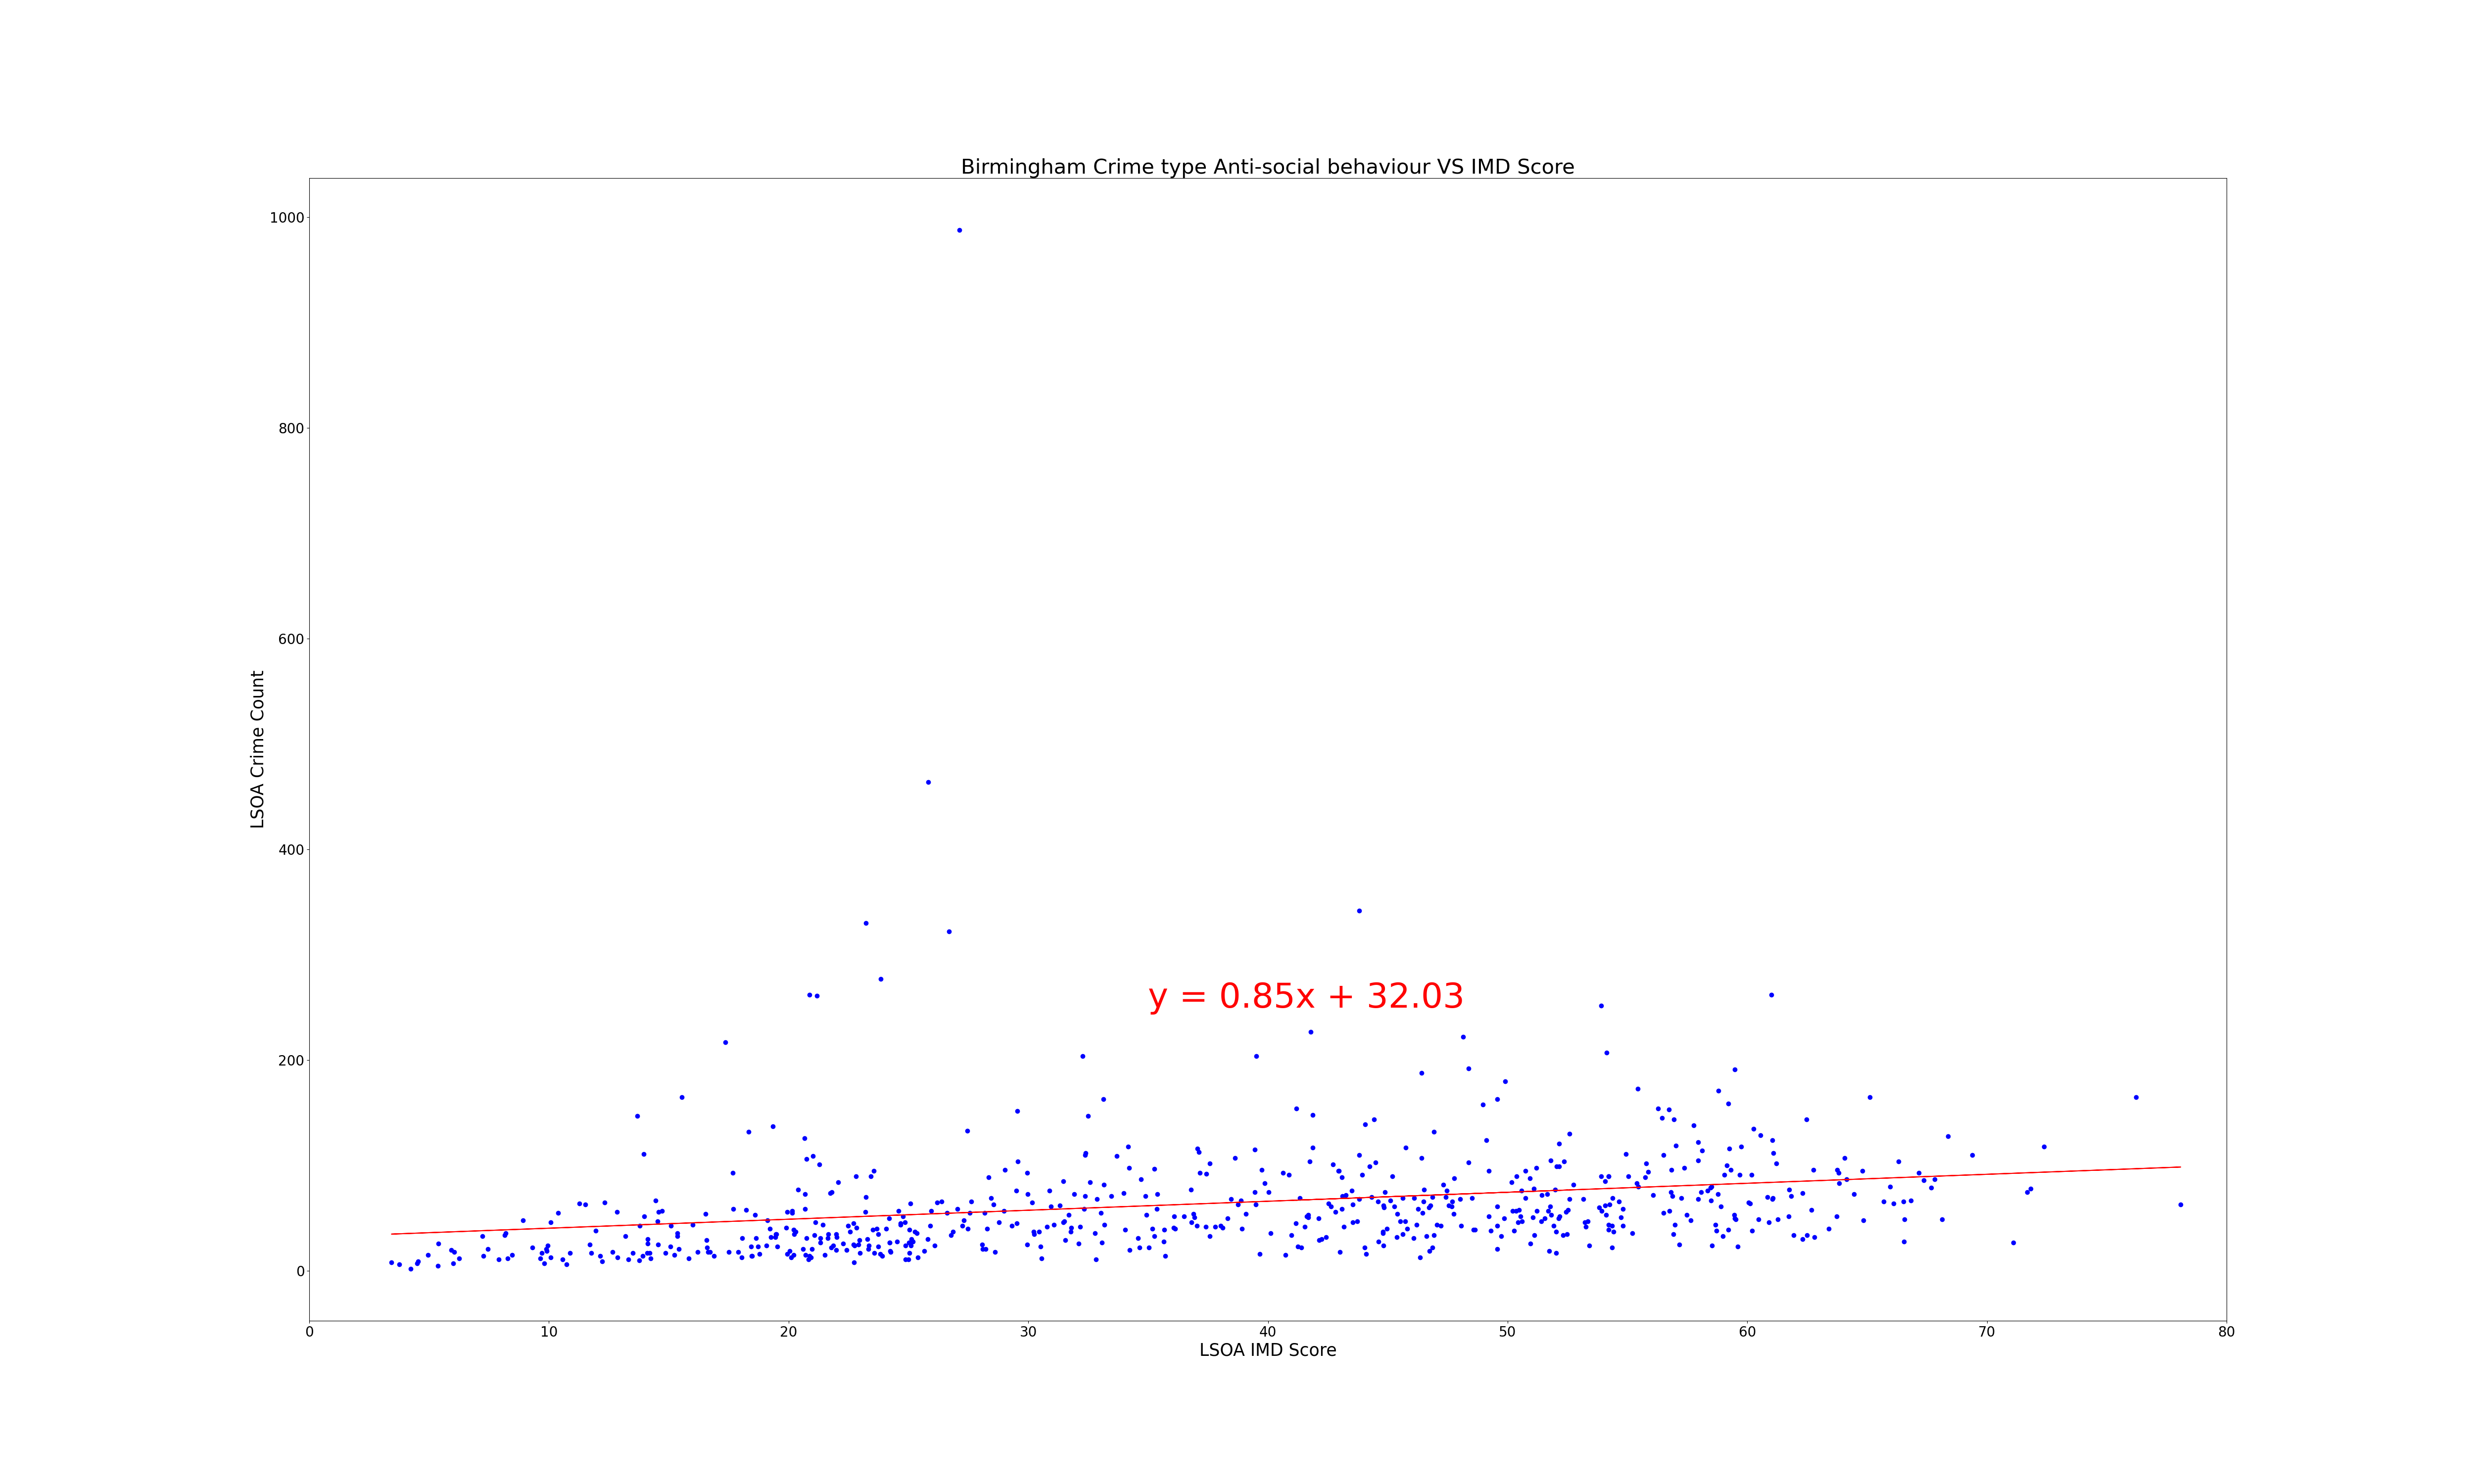 Birmingham Crime type Anti-social behaviour VS IMD Score
1000
800
600
400
200
0
LSOA Crime Count
y = 0.85x + 32.03
0 10 20 30 40 50 60 70 80
LSOA IMD Score